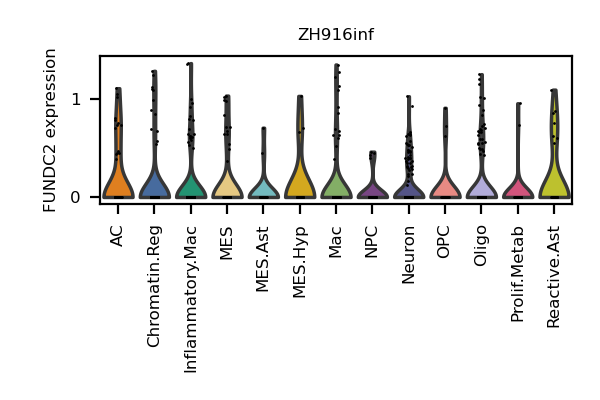 ZH916inf
FUNDC2 expression
1
0
AC
Chromatin.Reg
Inflammatory.Mac
MES
MES.Ast
MES.Hyp
Mac
NPC
Neuron
OPC
Oligo
Prolif.Metab
Reactive.Ast